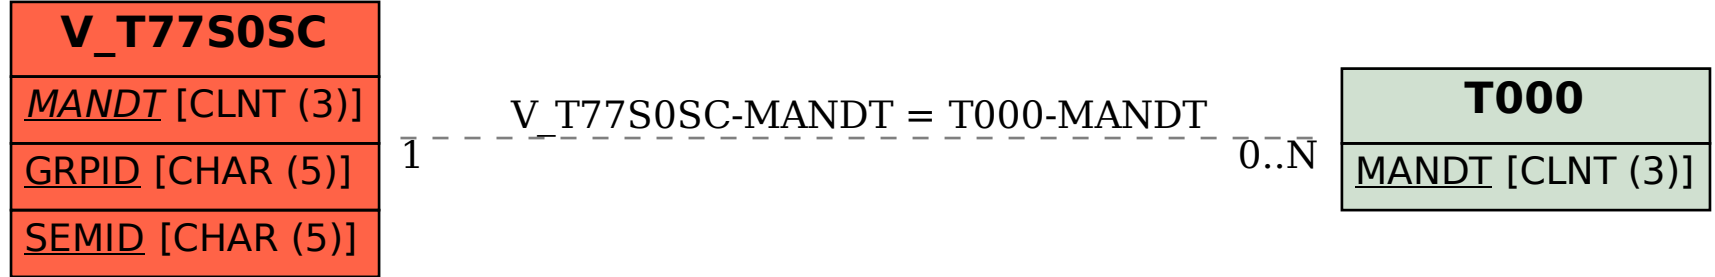 V_T77S0SC
MANDT [CLNT (3)]
GRPID [CHAR (5)]
SEMID [CHAR (5)]
V_T77S0SC-MANDT = T000-MANDT
1
0..N
T000
MANDT [CLNT (3)]